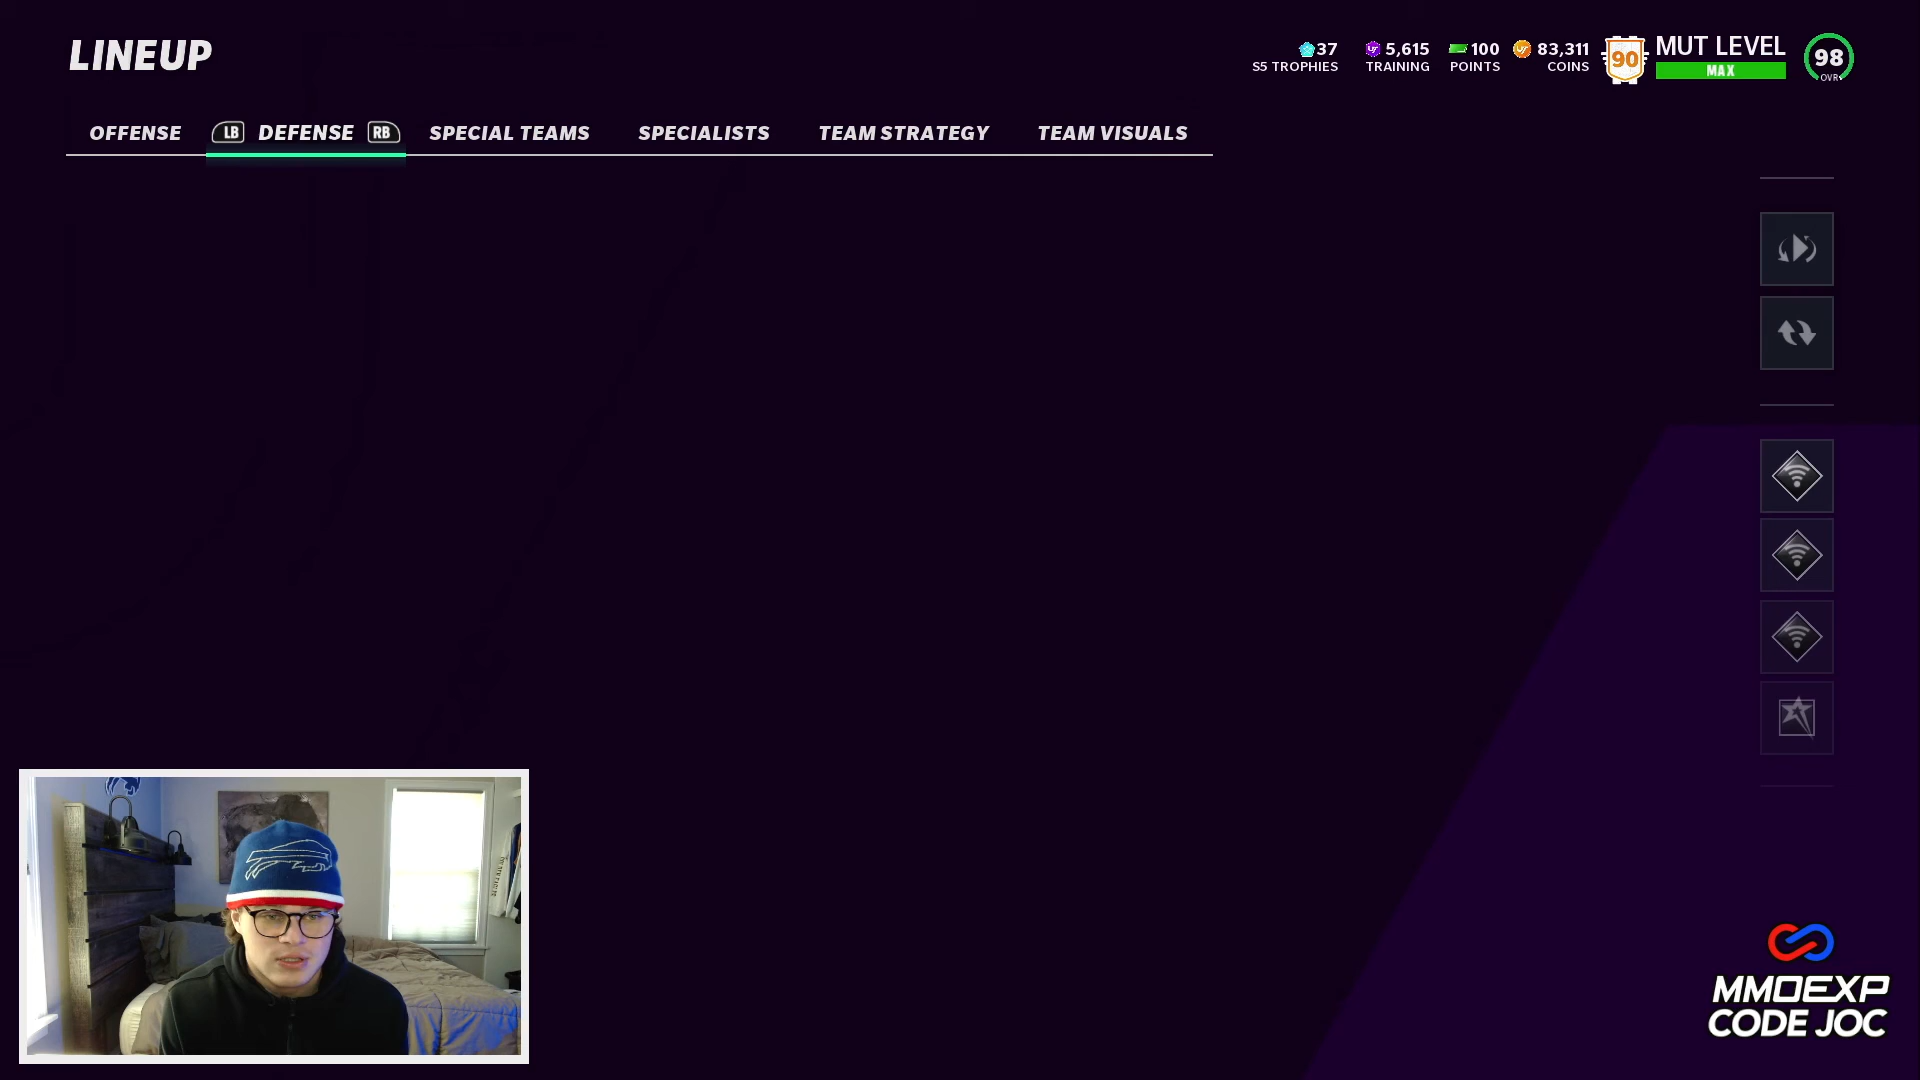 LINEUP
37
S5 TROPHIES
5,615
TRAINING
100
POINTS
83,311
COINS
90
MUT LEVEL
MAX
98
OVR
OFFENSE LB DEFENSE RB SPECIAL TEAMS SPECIALISTS TEAM STRATEGY TEAM VISUALS
MMOEXP
CODE JOC